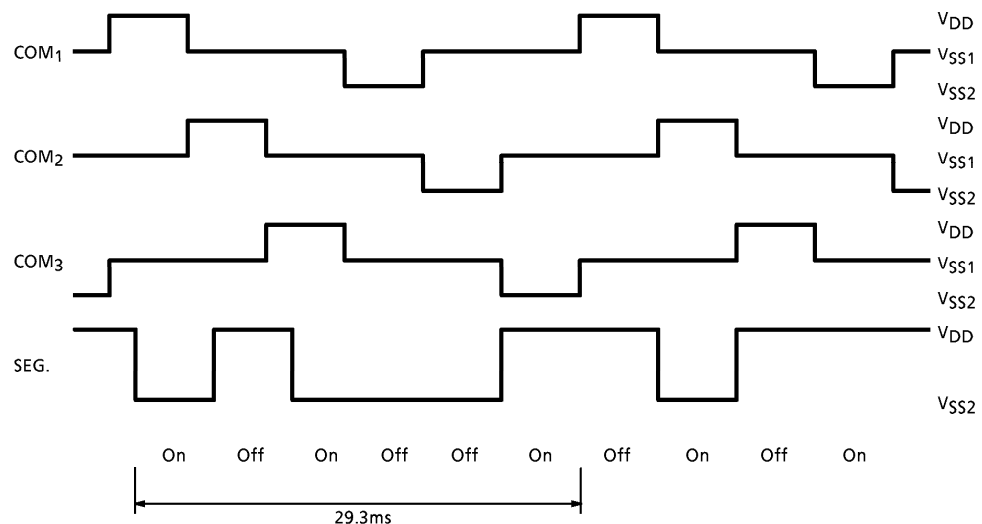 VDD
COM1
VSS1
VSS2
VDD
COM2
VSS1
VSS2
VDD
COM3
VSS1
VSS2
VDD
SEG.
VSS2
On Off On Off Off On Off On Off On
29.3ms